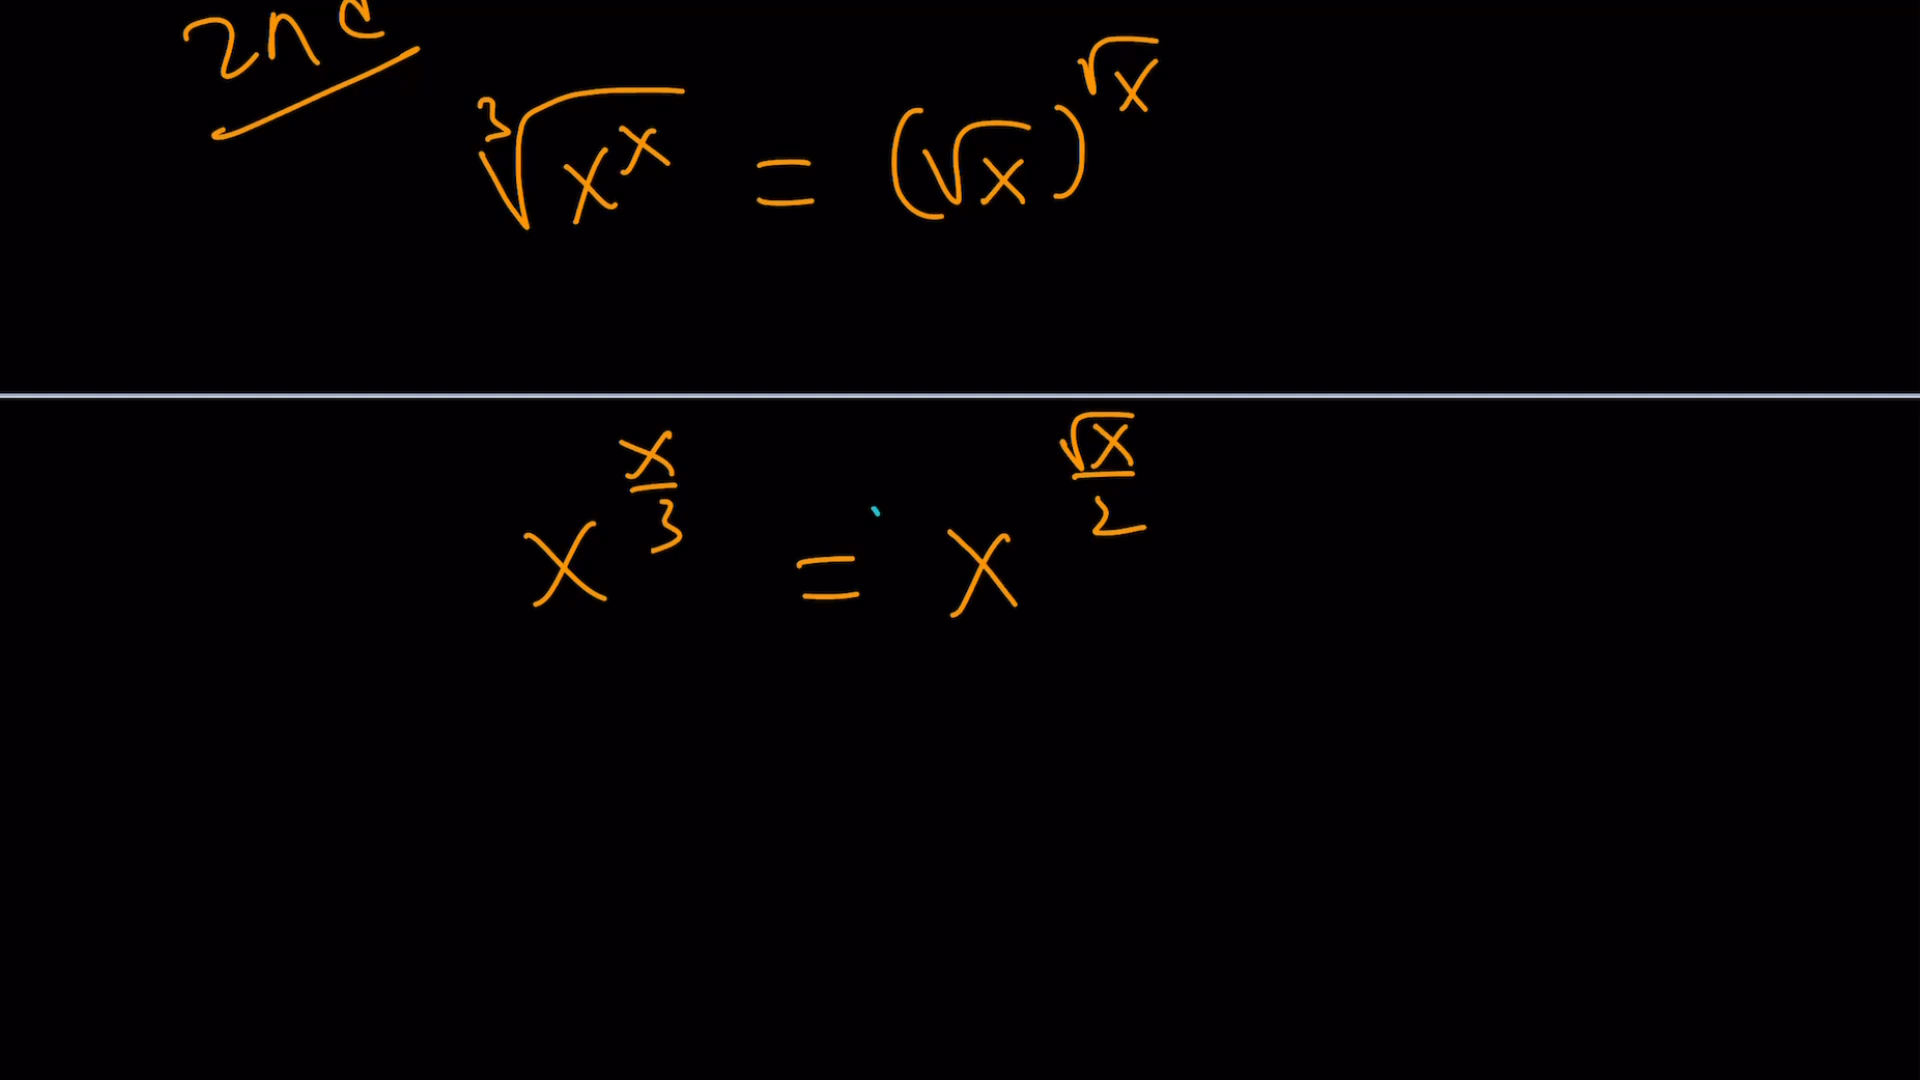 2nd
∛(x^x) = (√x)^√x
x^(x/3) = x^(√x/2)